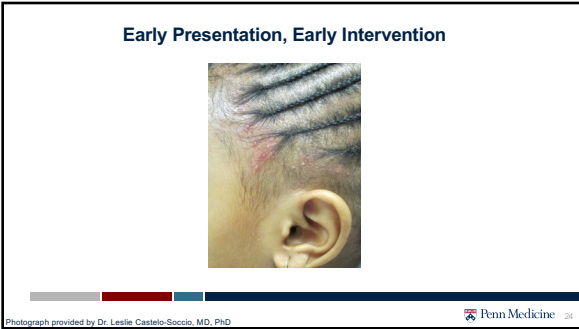 Early Presentation, Early Intervention
Photograph provided by Dr. Leslie Castelo-Soccio, MD, PhD
Penn Medicine 24